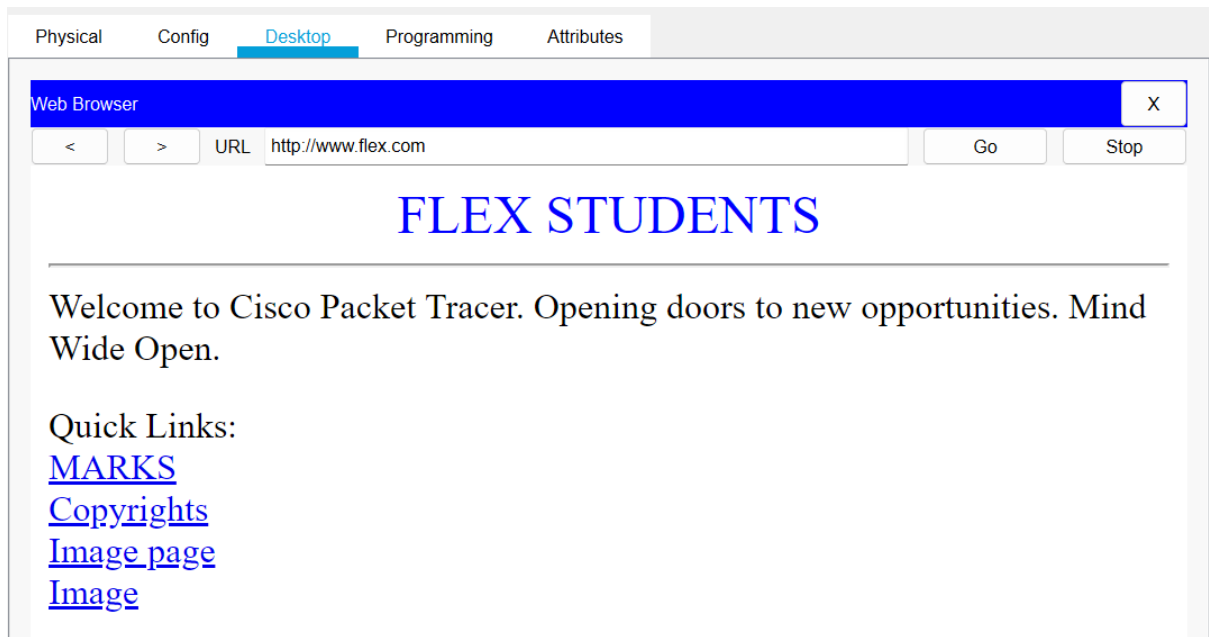 Physical Config Desktop Programming Attributes
Web Browser X
< > URL http://www.flex.com Go Stop
FLEX STUDENTS
Welcome to Cisco Packet Tracer. Opening doors to new opportunities. Mind
Wide Open.
Quick Links:
MARKS
Copyrights
Image page
Image